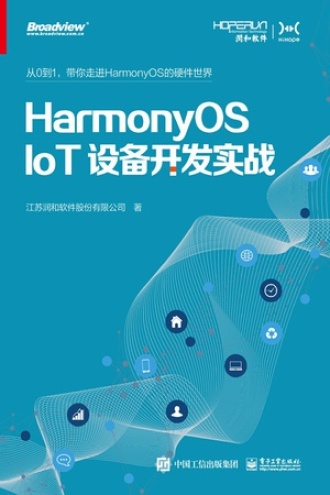 Broadview
www.broadview.com.cn
HOPERUN
Information Technology
润和软件
HiHope
从0到1，带你走进HarmonyOS的硬件世界
HarmonyOS
IoT 设备开发实战
江苏润和软件股份有限公司 著
中国工信出版集团
电子工业出版社